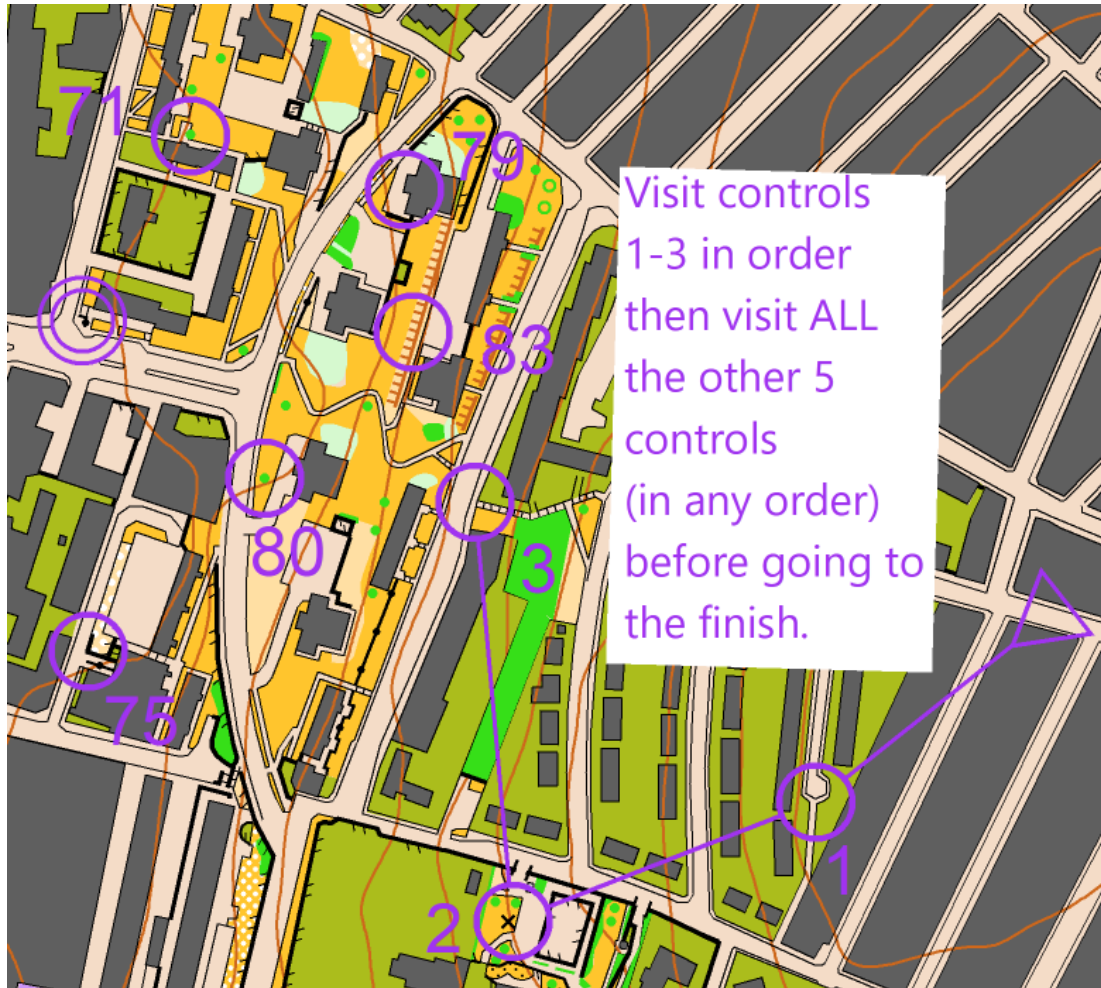 71
79
Visit controls
1-3 in order
then visit ALL
the other 5
controls
(in any order)
before going to
the finish.
83
80
3
75
1
2